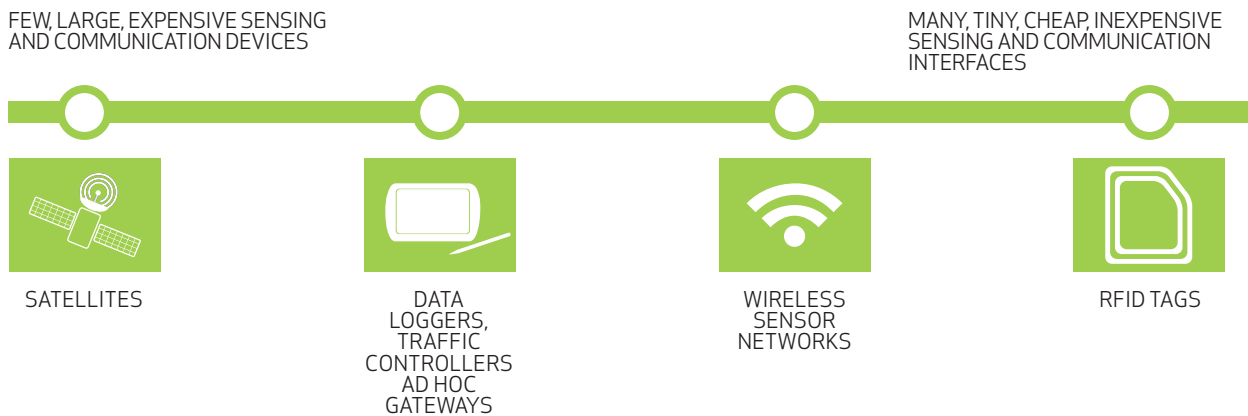 FEW, LARGE, EXPENSIVE SENSING
AND COMMUNICATION DEVICES
MANY, TINY, CHEAP, INEXPENSIVE
SENSING AND COMMUNICATION
INTERFACES
SATELLITES
DATA
LOGGERS,
TRAFFIC
CONTROLLERS
AD HOC
GATEWAYS
WIRELESS
SENSOR
NETWORKS
RFID TAGS